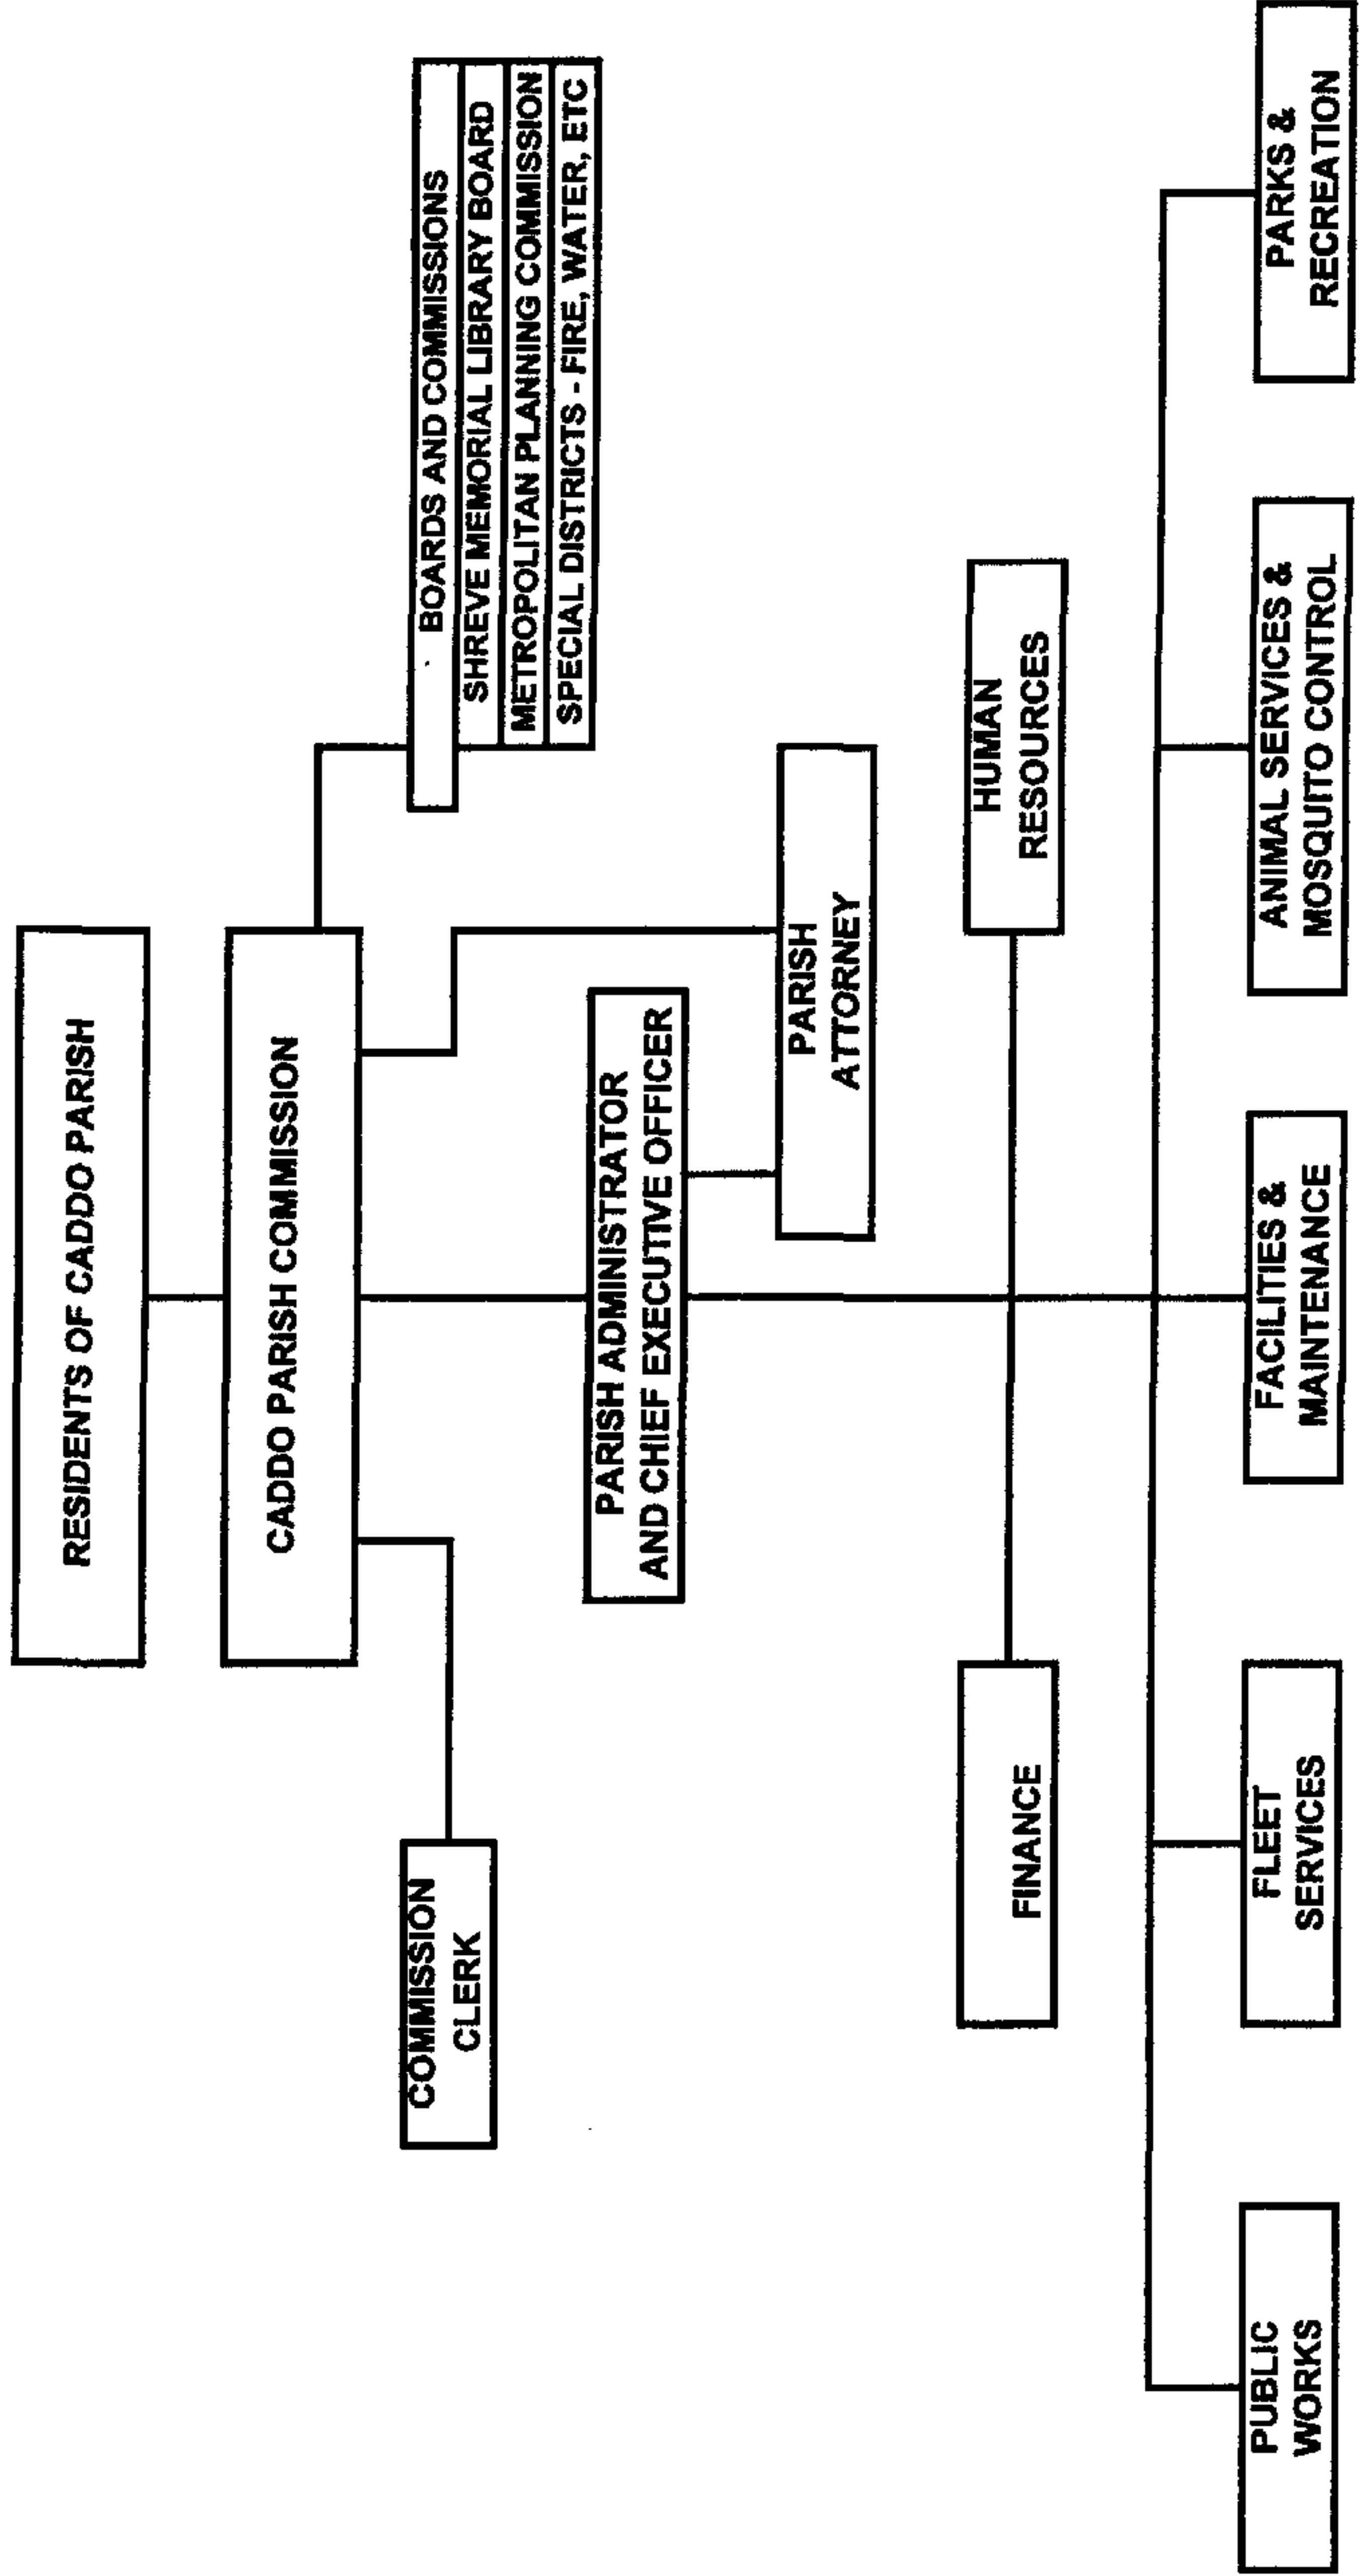 RESIDENTS OF CADDO PARISH
CADDO PARISH COMMISSION
BOARDS AND COMMISSIONS
SHREVE MEMORIAL LIBRARY BOARD
METROPOLITAN PLANNING COMMISSION
SPECIAL DISTRICTS - FIRE, WATER, ETC
COMMISSION
CLERK
PARISH ADMINISTRATOR
AND CHIEF EXECUTIVE OFFICER
PARISH
ATTORNEY
FINANCE
HUMAN
RESOURCES
PUBLIC
WORKS
FLEET
SERVICES
FACILITIES &
MAINTENANCE
ANIMAL SERVICES &
MOSQUITO CONTROL
PARKS &
RECREATION